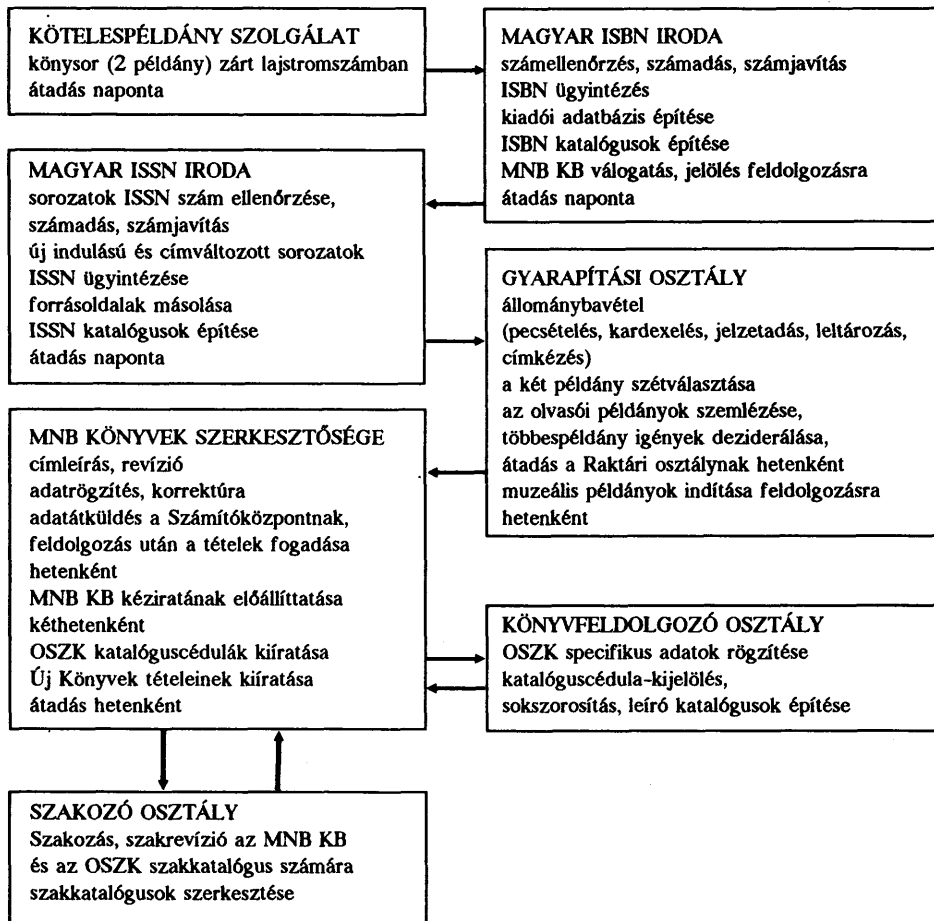 KÖTELESPÉLDÁNY SZOLGÁLAT
könysor (2 példány) zárt lajstromszámban
átadás naponta
MAGYAR ISBN IRODA
számellenőrzés, számadás, számjavítás
ISBN ügyintézés
kiadói adatbázis építése
ISBN katalógusok építése
MNB KB válogatás, jelölés feldolgozásra
átadás naponta
MAGYAR ISSN IRODA
sorozatok ISSN szám ellenőrzése,
számadás, számjavítás
új indulású és címváltozott sorozatok
ISSN ügyintézése
forrásoldalak másolása
ISSN katalógusok építése
átadás naponta
GYARAPÍTÁSI OSZTÁLY
állománybavétel
(pecsételés, kardexelés, jelzetadás, leltározás,
címkézés)
a két példány szétválasztása
az olvasói példányok szemlézése,
többespéldány igények deziderálása,
átadás a Raktári osztálynak hetenként
muzeális példányok indítása feldolgozásra
hetenként
MNB KÖNYVEK SZERKESZTŐSÉGE
címleírás, revízió
adatrögzítés, korrektúra
adatátküldés a Számítóközpontnak,
feldolgozás után a tételek fogadása
hetenként
MNB KB kéziratának előállíttatása
kéthetenként
OSZK katalóguscédulák kiíratása
Új Könyvek tételeinek kiíratása
átadás hetenként
KÖNYVFELDOLGOZÓ OSZTÁLY
OSZK specifikus adatok rögzítése
katalóguscédula-kijelölés,
sokszorosítás, leíró katalógusok építése
SZAKOZÓ OSZTÁLY
Szakozás, szakrevízió az MNB KB
és az OSZK szakkatalógus számára
szakkatalógusok szerkesztése